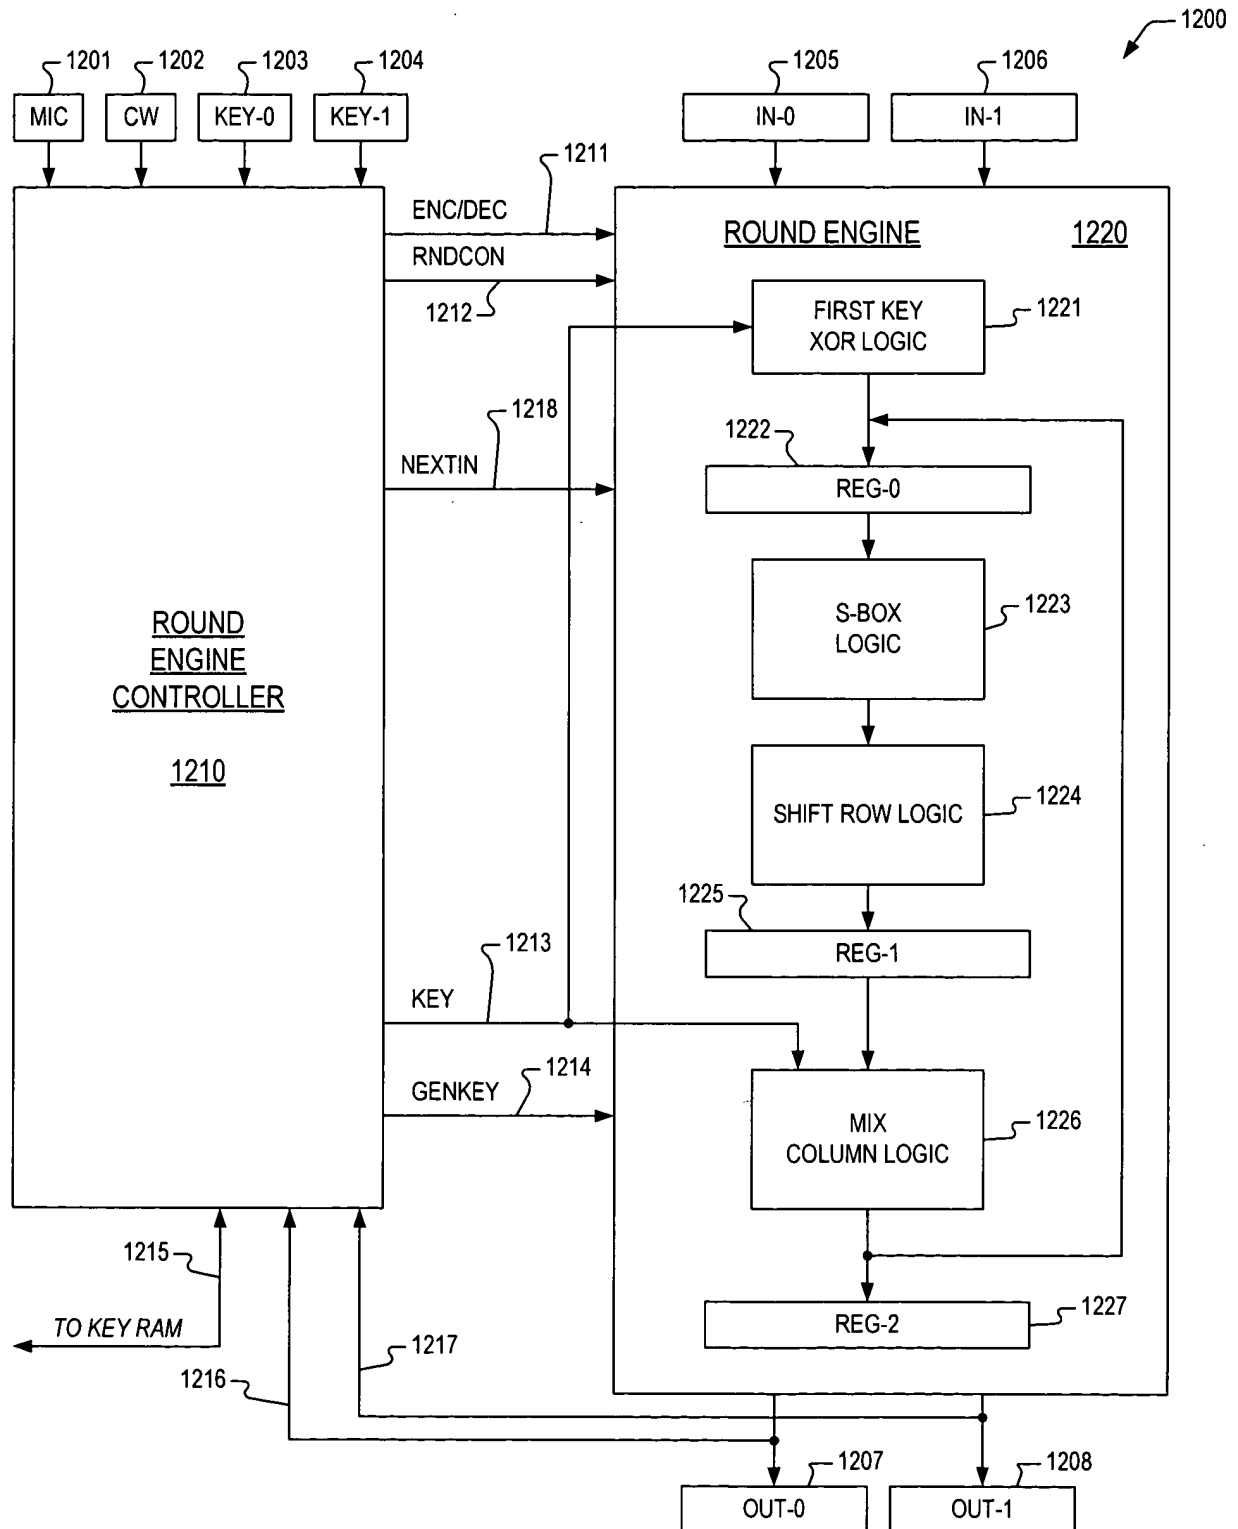 1200
1201
1202
1203
1204
1205
1206
MIC
CW
KEY-0
KEY-1
IN-0
IN-1
1211
ENC/DEC
RNDCON
1212
ROUND ENGINE
1220
FIRST KEY
XOR LOGIC
1221
1218
NEXTIN
1222
REG-0
S-BOX
LOGIC
1223
ROUND
ENGINE
CONTROLLER
1210
SHIFT ROW LOGIC
1224
1225
REG-1
1213
KEY
1214
GENKEY
MIX
COLUMN LOGIC
1226
1215
TO KEY RAM
1217
1216
REG-2
1227
1207
1208
OUT-0
OUT-1